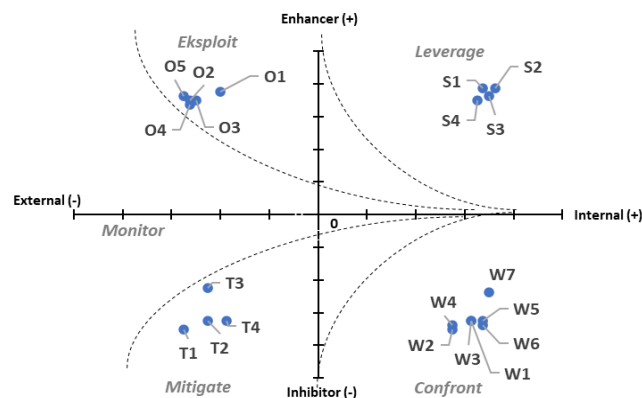 Enhancer (+)
Eksploit
Leverage
O5
O2
O1
S1
S2
O4
O3
S4
S3
External (-)
0
Internal (+)
Monitor
T3
W7
W4
W5
T1
T2
T4
W2
W3
W6
W1
Mitigate
Inhibitor (-)
Confront